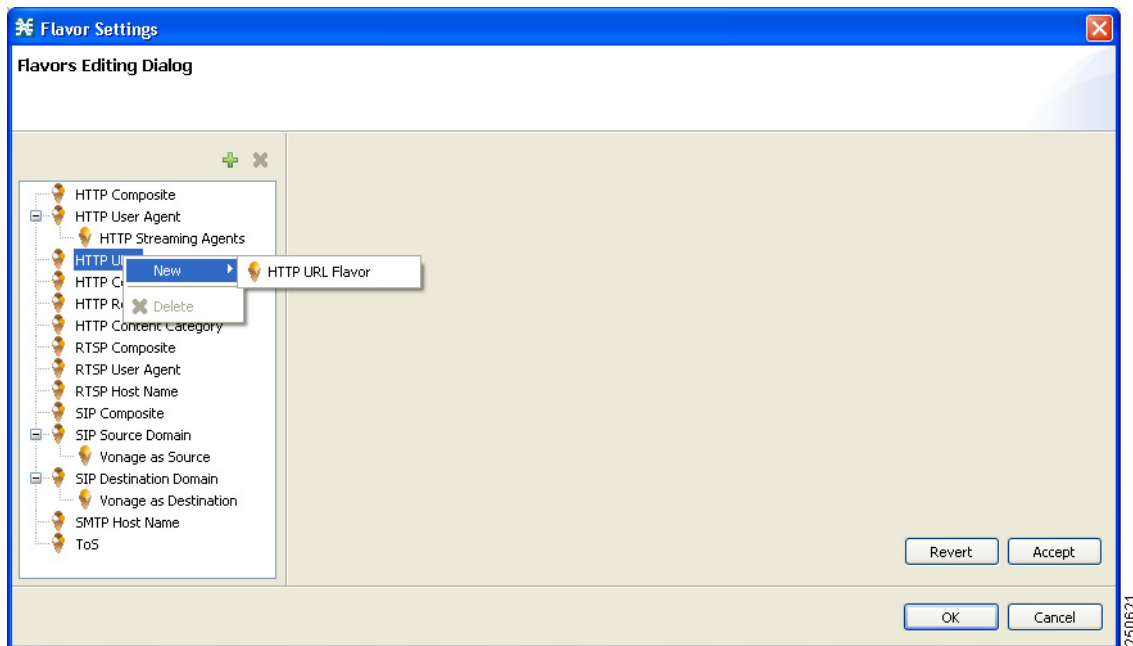 Flavor Settings
Flavors Editing Dialog
HTTP Composite
HTTP User Agent
HTTP Streaming Agents
HTTP
New
HTTP URL Flavor
HTTP
Delete
HTTP
HTTP Content Category
RTSP Composite
RTSP User Agent
RTSP Host Name
SIP Composite
SIP Source Domain
Vonage as Source
SIP Destination Domain
Vonage as Destination
SMTP Host Name
ToS
Revert
Accept
OK
Cancel
250621